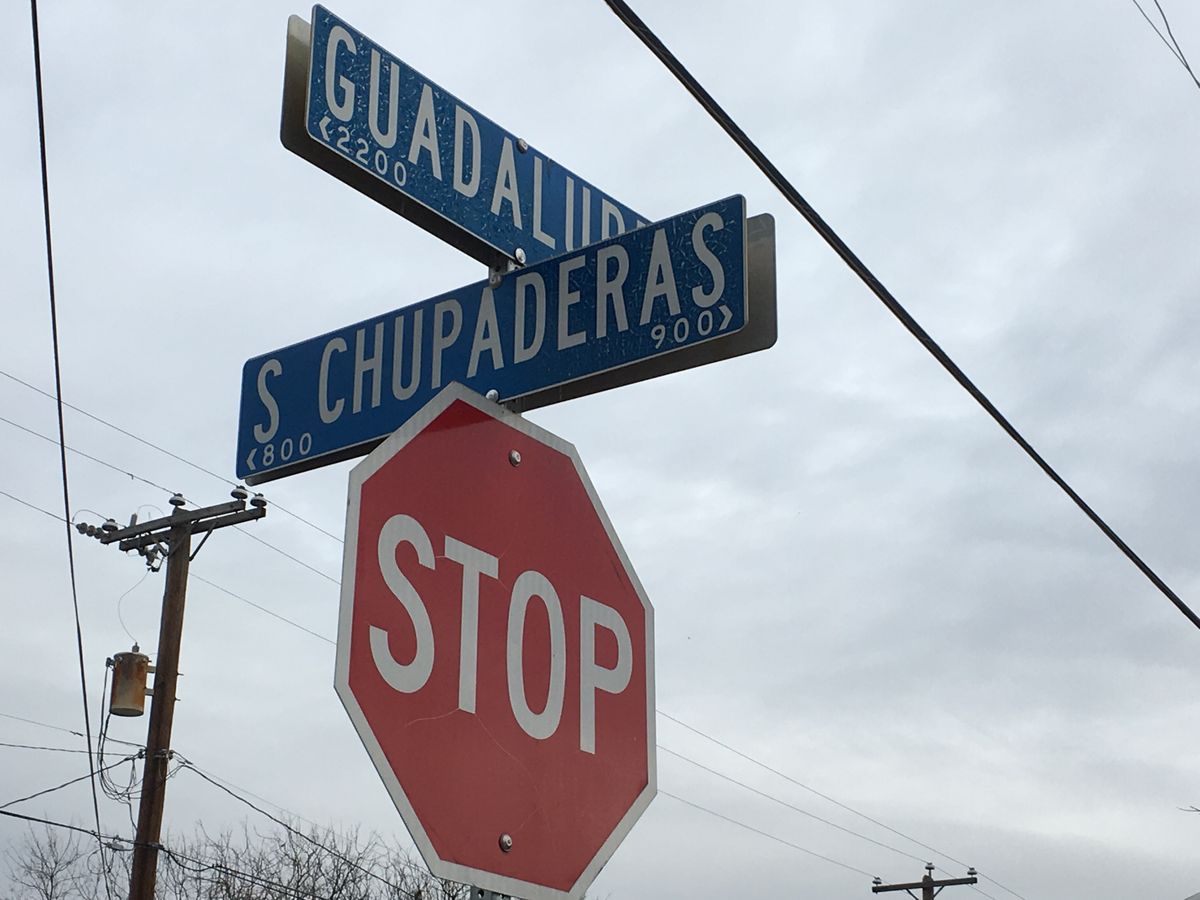 GUADALUP
<2200
S CHUPADERAS
<800 900>
STOP